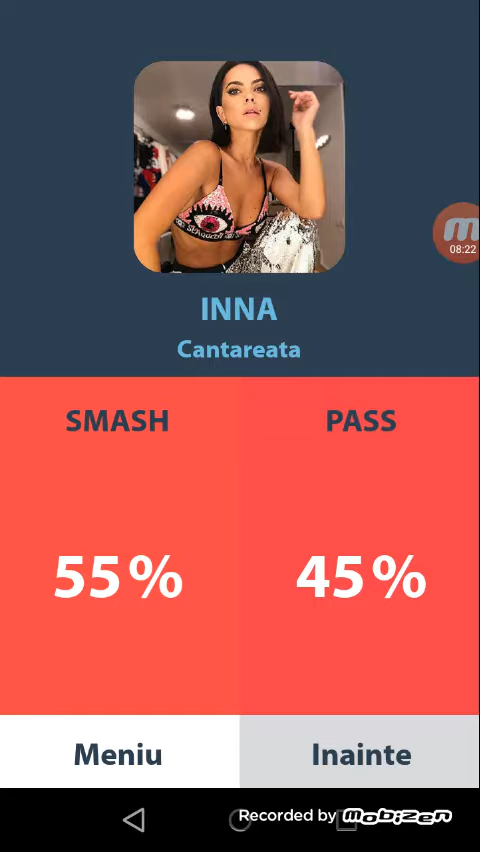 08:22
INNA
Cantareata
SMASH
PASS
55%
45%
Meniu
Inainte
Recorded by Mobizen